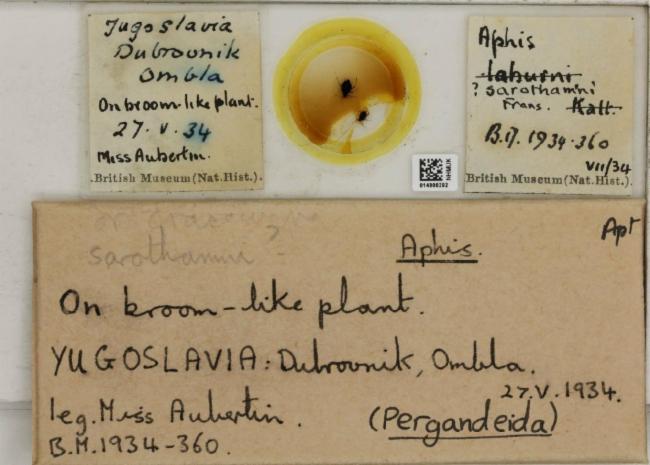 Jugoslavia
Dubrovnik
Ombla
On broom-like plant.
27. V. 34
Miss Aubertin.
British Museum (Nat. Hist.).
NHMUK
Aphis
laburni
? sarothamni
Frans. Kalt.
B.M. 1934-360
VII/34
British Museum (Nat. Hist.).
sarothamni ?
Aphis.
Apt
On broom-like plant.
YUGOSLAVIA: Dubrovnik, Ombla.
27. V. 1934.
leg. Miss Aubertin.
(Pergandeida)
B.M. 1934-360.